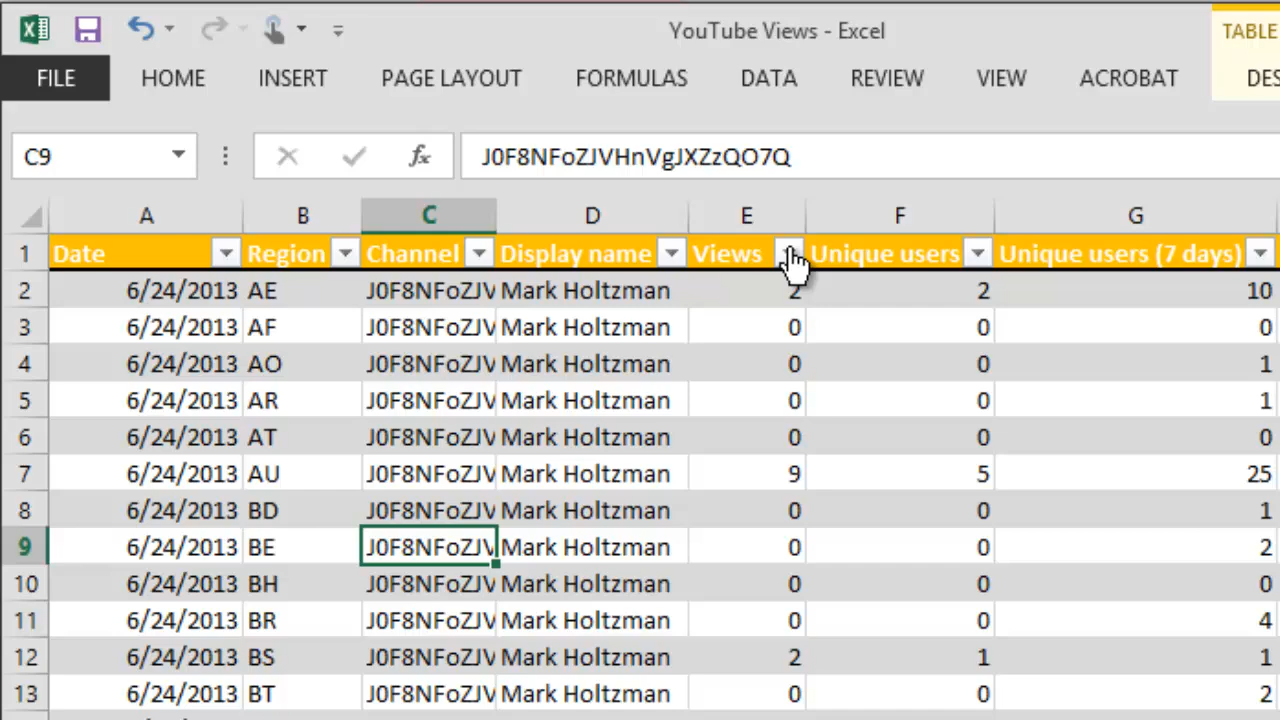 YouTube Views - Excel
TABLE
FILE HOME INSERT PAGE LAYOUT FORMULAS DATA REVIEW VIEW ACROBAT DES
C9 fx J0F8NFoZJVHnVgJXZzQO7Q
A B C D E F G
1 Date Region Channel Display name Views Unique users Unique users (7 days)
2 6/24/2013 AE J0F8NFoZJV Mark Holtzman 2 2 10
3 6/24/2013 AF J0F8NFoZJV Mark Holtzman 0 0 0
4 6/24/2013 AO J0F8NFoZJV Mark Holtzman 0 0 1
5 6/24/2013 AR J0F8NFoZJV Mark Holtzman 0 0 1
6 6/24/2013 AT J0F8NFoZJV Mark Holtzman 0 0 0
7 6/24/2013 AU J0F8NFoZJV Mark Holtzman 9 5 25
8 6/24/2013 BD J0F8NFoZJV Mark Holtzman 0 0 1
9 6/24/2013 BE J0F8NFoZJV Mark Holtzman 0 0 2
10 6/24/2013 BH J0F8NFoZJV Mark Holtzman 0 0 0
11 6/24/2013 BR J0F8NFoZJV Mark Holtzman 0 0 4
12 6/24/2013 BS J0F8NFoZJV Mark Holtzman 2 1 1
13 6/24/2013 BT J0F8NFoZJV Mark Holtzman 0 0 2